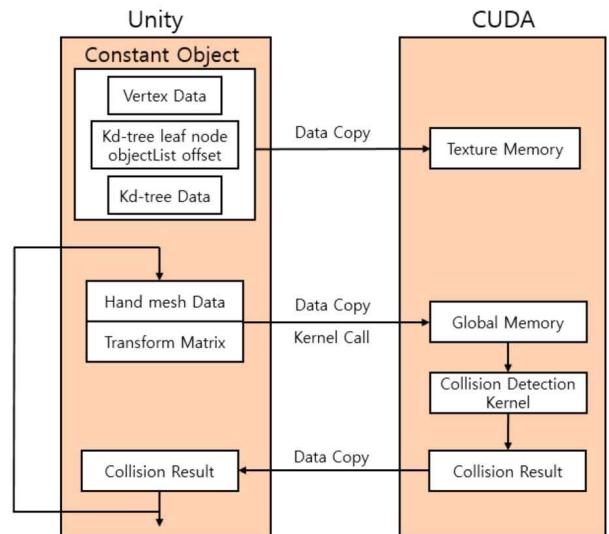 Unity
CUDA
Constant Object
Vertex Data
Kd-tree leaf node
objectList offset
Kd-tree Data
Data Copy
Texture Memory
Hand mesh Data
Transform Matrix
Data Copy
Kernel Call
Global Memory
Collision Detection
Kernel
Collision Result
Data Copy
Collision Result